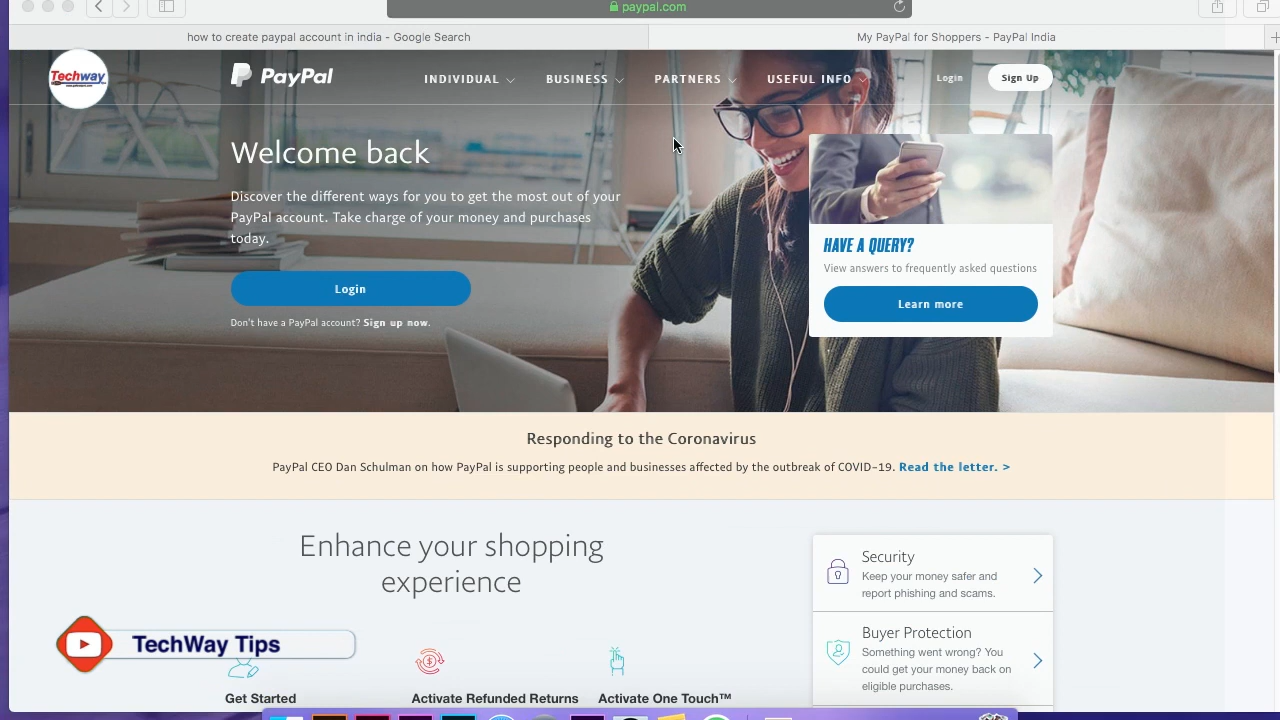 paypal.com
how to create paypal account in india - Google Search
My PayPal for Shoppers - PayPal India
Techway
PayPal
INDIVIDUAL
BUSINESS
PARTNERS
USEFUL INFO
Login
Sign Up
Welcome back
Discover the different ways for you to get the most out of your
PayPal account. Take charge of your money and purchases
today.
Login
Don't have a PayPal account? Sign up now.
HAVE A QUERY?
View answers to frequently asked questions
Learn more
Responding to the Coronavirus
PayPal CEO Dan Schulman on how PayPal is supporting people and businesses affected by the outbreak of COVID-19. Read the letter. >
Enhance your shopping
experience
Security
Keep your money safer and
report phishing and scams.
Buyer Protection
Something went wrong? You
could get your money back on
eligible purchases.
TechWay Tips
Get Started
Activate Refunded Returns
Activate One Touch™